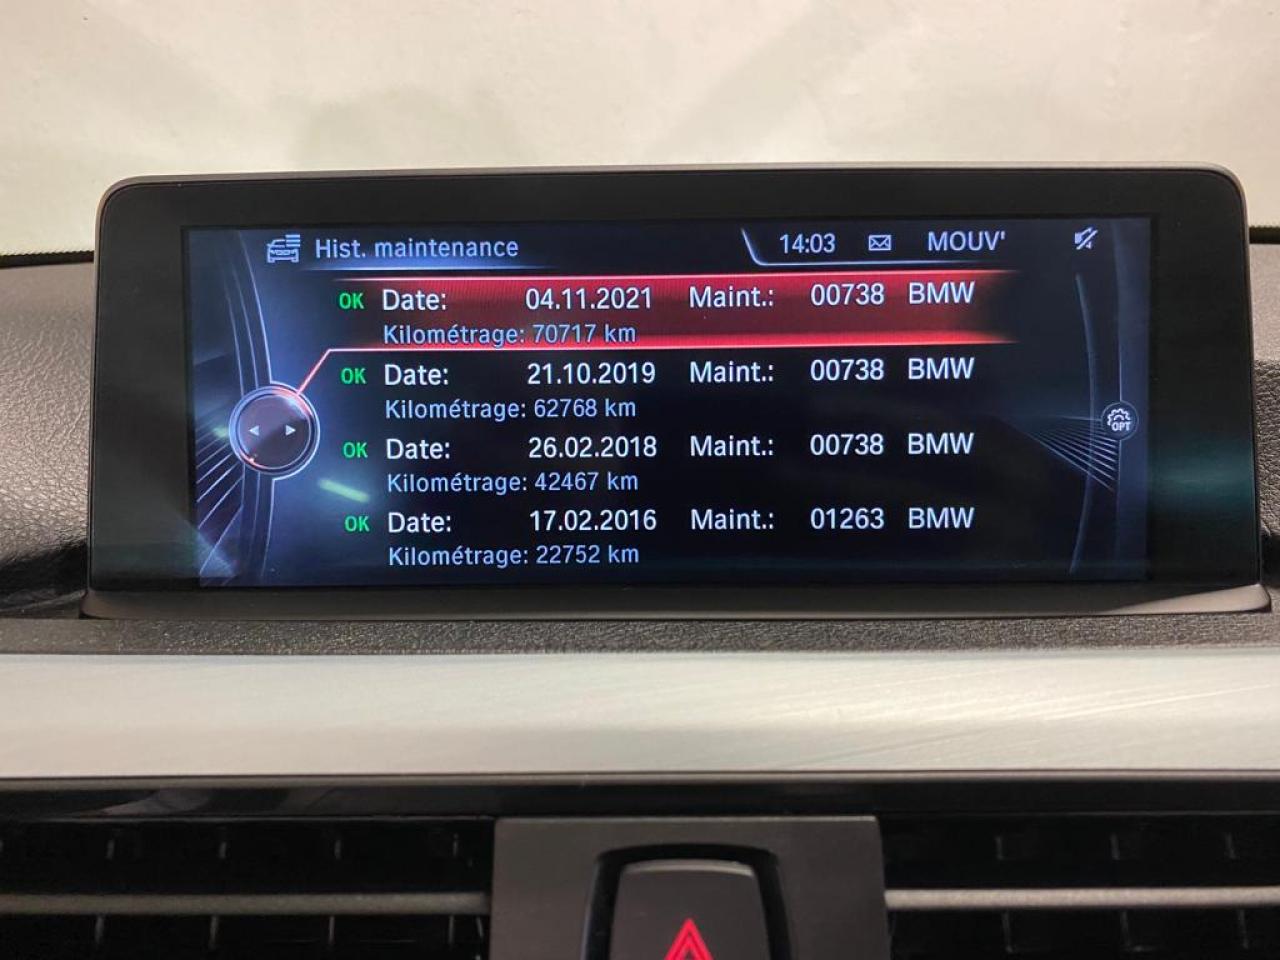 Hist. maintenance 14:03 MOUV'
OK Date: 04.11.2021 Maint.: 00738 BMW
Kilométrage: 70717 km
OK Date: 21.10.2019 Maint.: 00738 BMW
Kilométrage: 62768 km
OK Date: 26.02.2018 Maint.: 00738 BMW
Kilométrage: 42467 km
OK Date: 17.02.2016 Maint.: 01263 BMW
Kilométrage: 22752 km
OPT